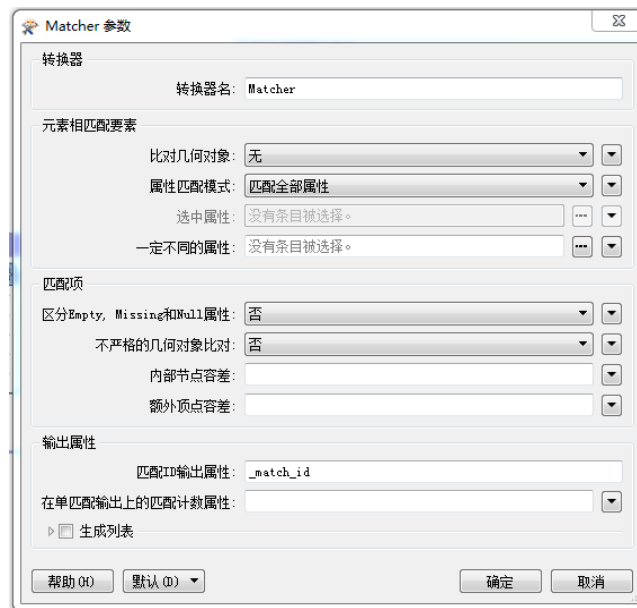 Matcher 参数
转换器
转换器名: Matcher
元素相匹配要素
比对几何对象: 无
属性匹配模式: 匹配全部属性
选中属性: 没有条目被选择。
一定不同的属性: 没有条目被选择。
匹配项
区分Empty, Missing和Null属性: 否
不严格的几何对象比对: 否
内部节点容差:
额外顶点容差:
输出属性
匹配ID输出属性: _match_id
在单匹配输出上的匹配计数属性:
生成列表
帮助(H) 默认(D) 确定 取消